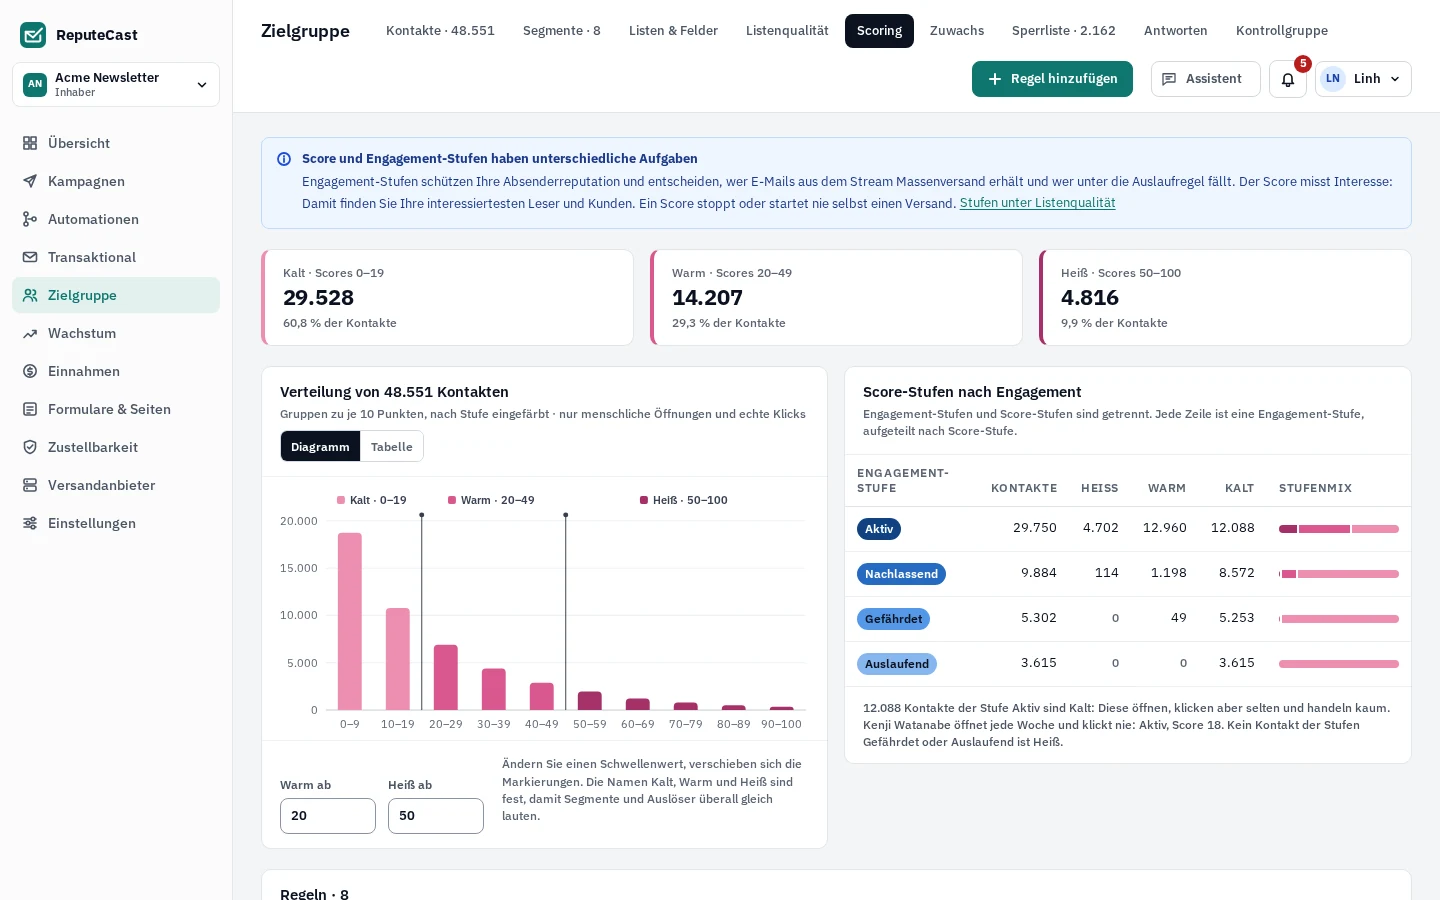 ReputeCast
AN
Acme Newsletter
Inhaber
Übersicht
Kampagnen
Automationen
Transaktional
Zielgruppe
Wachstum
Einnahmen
Formulare & Seiten
Zustellbarkeit
Versandanbieter
Einstellungen
Zielgruppe
Kontakte · 48.551
Segmente · 8
Listen & Felder
Listenqualität
Scoring
Zuwachs
Sperrliste · 2.162
Antworten
Kontrollgruppe
Regel hinzufügen
Assistent
5
LN
Linh
Score und Engagement-Stufen haben unterschiedliche Aufgaben
Engagement-Stufen schützen Ihre Absenderreputation und entscheiden, wer E-Mails aus dem Stream Massenversand erhält und wer unter die Auslaufregel fällt. Der Score misst Interesse:
Damit finden Sie Ihre interessiertesten Leser und Kunden. Ein Score stoppt oder startet nie selbst einen Versand. Stufen unter Listenqualität
Kalt · Scores 0–19
29.528
60,8 % der Kontakte
Warm · Scores 20–49
14.207
29,3 % der Kontakte
Heiß · Scores 50–100
4.816
9,9 % der Kontakte
Verteilung von 48.551 Kontakten
Gruppen zu je 10 Punkten, nach Stufe eingefärbt · nur menschliche Öffnungen und echte Klicks
Diagramm
Tabelle
Kalt · 0–19
Warm · 20–49
Heiß · 50–100
20.000
15.000
10.000
5.000
0
0–9
10–19
20–29
30–39
40–49
50–59
60–69
70–79
80–89
90–100
Warm ab
20
Heiß ab
50
Ändern Sie einen Schwellenwert, verschieben sich die
Markierungen. Die Namen Kalt, Warm und Heiß sind
fest, damit Segmente und Auslöser überall gleich
lauten.
Score-Stufen nach Engagement
Engagement-Stufen und Score-Stufen sind getrennt. Jede Zeile ist eine Engagement-Stufe,
aufgeteilt nach Score-Stufe.
ENGAGEMENT-
STUFE
KONTAKTE
HEISS
WARM
KALT
STUFENMIX
Aktiv
29.750
4.702
12.960
12.088
Nachlassend
9.884
114
1.198
8.572
Gefährdet
5.302
0
49
5.253
Auslaufend
3.615
0
0
3.615
12.088 Kontakte der Stufe Aktiv sind Kalt: Diese öffnen, klicken aber selten und handeln kaum.
Kenji Watanabe öffnet jede Woche und klickt nie: Aktiv, Score 18. Kein Kontakt der Stufen
Gefährdet oder Auslaufend ist Heiß.
Regeln · 8